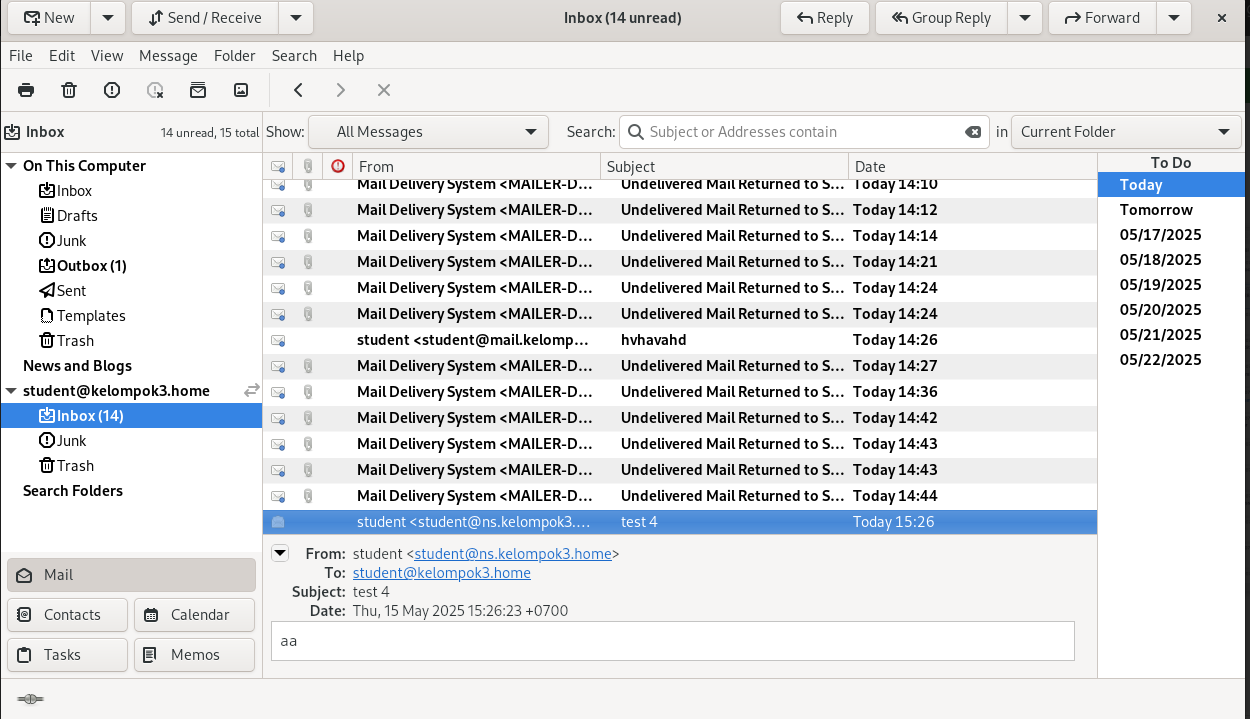 New Send / Receive Inbox (14 unread) Reply Group Reply Forward
File Edit View Message Folder Search Help
Inbox 14 unread, 15 total Show: All Messages Search: Subject or Addresses contain in Current Folder
On This Computer
Inbox
Drafts
Junk
Outbox (1)
Sent
Templates
Trash
News and Blogs
student@kelompok3.home
Inbox (14)
Junk
Trash
Search Folders
Mail
Contacts Calendar
Tasks Memos
From Subject Date
Mail Delivery System <MAILER-D... Undelivered Mail Returned to S... Today 14:10
Mail Delivery System <MAILER-D... Undelivered Mail Returned to S... Today 14:12
Mail Delivery System <MAILER-D... Undelivered Mail Returned to S... Today 14:14
Mail Delivery System <MAILER-D... Undelivered Mail Returned to S... Today 14:21
Mail Delivery System <MAILER-D... Undelivered Mail Returned to S... Today 14:24
Mail Delivery System <MAILER-D... Undelivered Mail Returned to S... Today 14:24
student <student@mail.kelomp... hvhavahd Today 14:26
Mail Delivery System <MAILER-D... Undelivered Mail Returned to S... Today 14:27
Mail Delivery System <MAILER-D... Undelivered Mail Returned to S... Today 14:36
Mail Delivery System <MAILER-D... Undelivered Mail Returned to S... Today 14:42
Mail Delivery System <MAILER-D... Undelivered Mail Returned to S... Today 14:43
Mail Delivery System <MAILER-D... Undelivered Mail Returned to S... Today 14:43
Mail Delivery System <MAILER-D... Undelivered Mail Returned to S... Today 14:44
student <student@ns.kelompok3.... test 4 Today 15:26
From: student <student@ns.kelompok3.home>
To: student@kelompok3.home
Subject: test 4
Date: Thu, 15 May 2025 15:26:23 +0700
aa
To Do
Today
Tomorrow
05/17/2025
05/18/2025
05/19/2025
05/20/2025
05/21/2025
05/22/2025